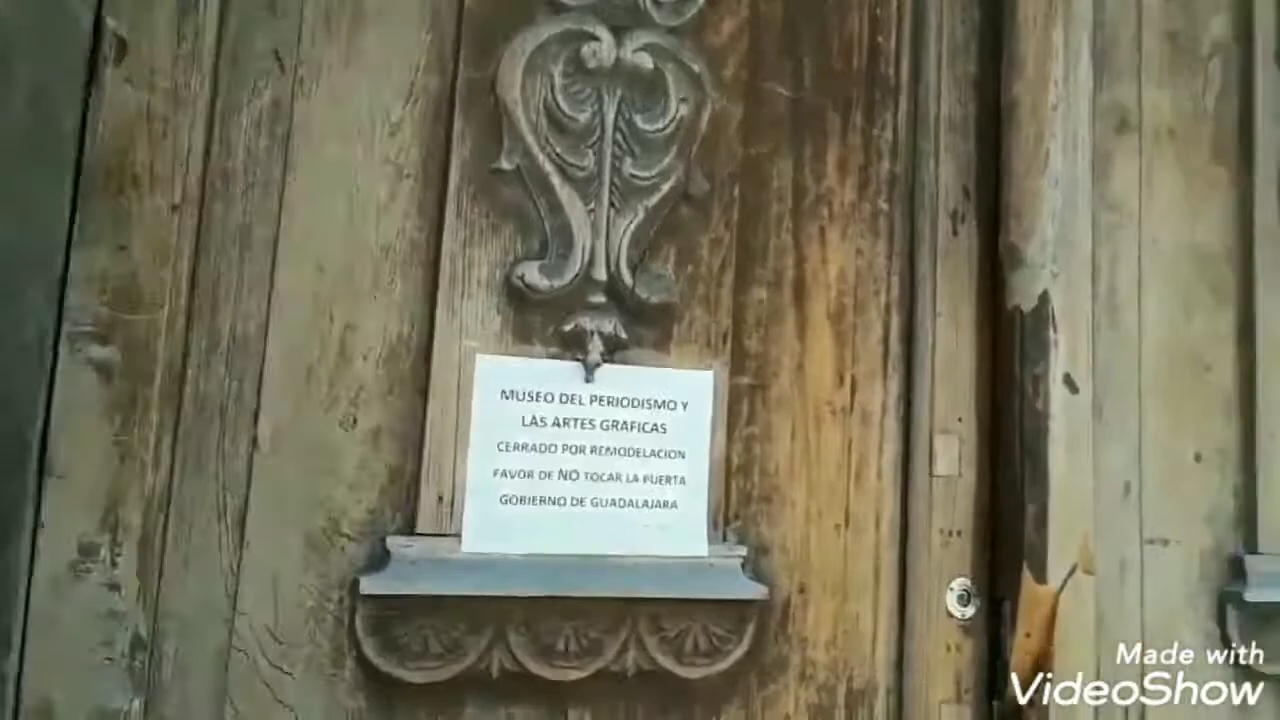 MUSEO DEL PERIODISMO Y
LAS ARTES GRAFICAS
CERRADO POR REMODELACION
FAVOR DE NO TOCAR LA PUERTA
GOBIERNO DE GUADALAJARA
Made with
VideoShow